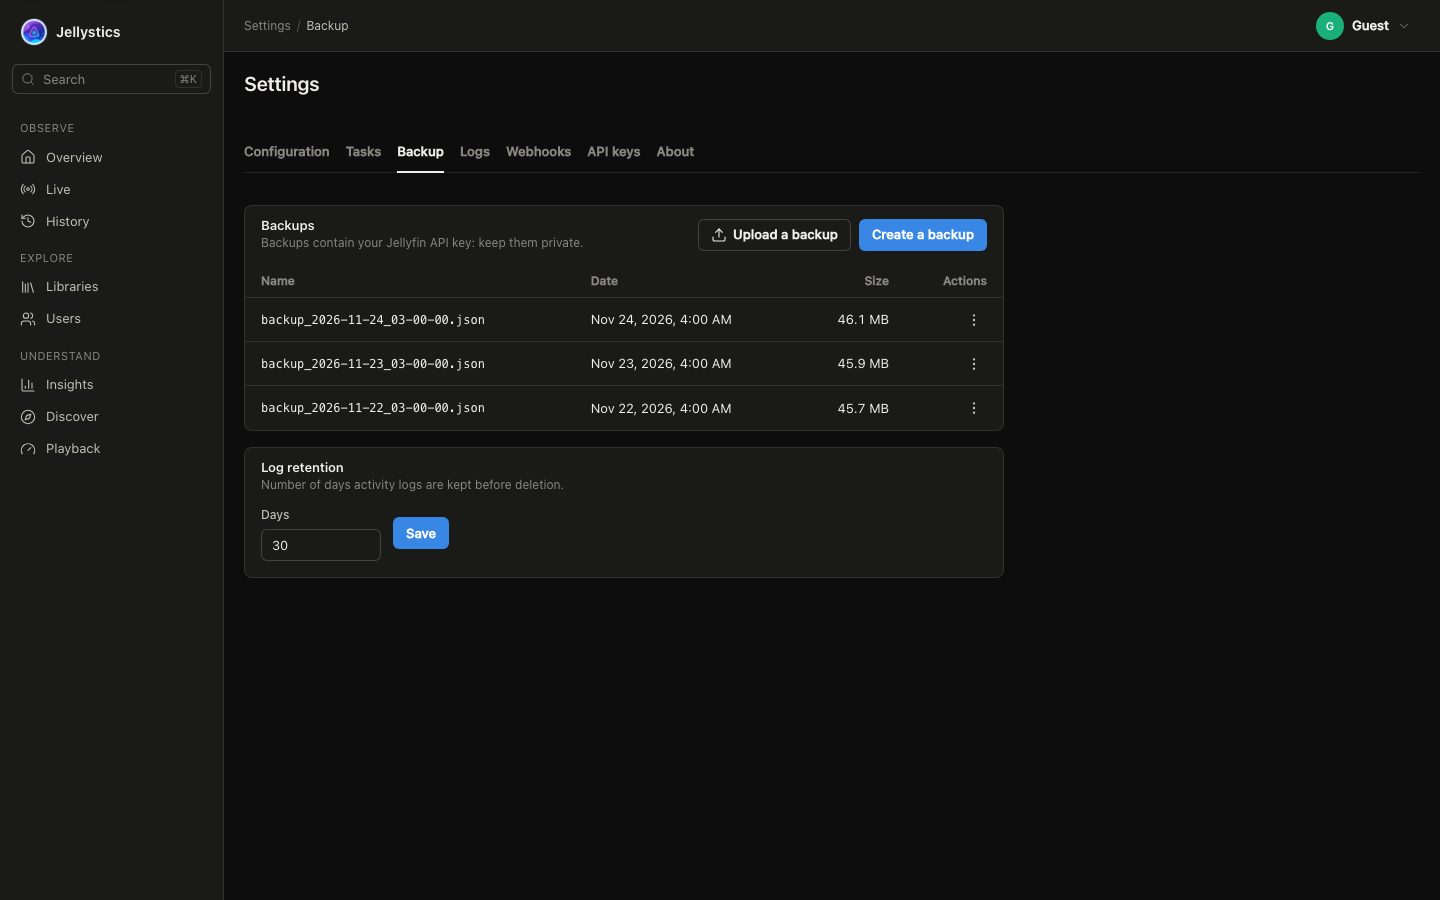 Jellystics
Search ⌘K
OBSERVE
Overview
Live
History
EXPLORE
Libraries
Users
UNDERSTAND
Insights
Discover
Playback
Settings / Backup
G Guest
Settings
Configuration Tasks Backup Logs Webhooks API keys About
Backups
Backups contain your Jellyfin API key: keep them private.
Upload a backup Create a backup
Name Date Size Actions
backup_2026-11-24_03-00-00.json Nov 24, 2026, 4:00 AM 46.1 MB
backup_2026-11-23_03-00-00.json Nov 23, 2026, 4:00 AM 45.9 MB
backup_2026-11-22_03-00-00.json Nov 22, 2026, 4:00 AM 45.7 MB
Log retention
Number of days activity logs are kept before deletion.
Days
30 Save